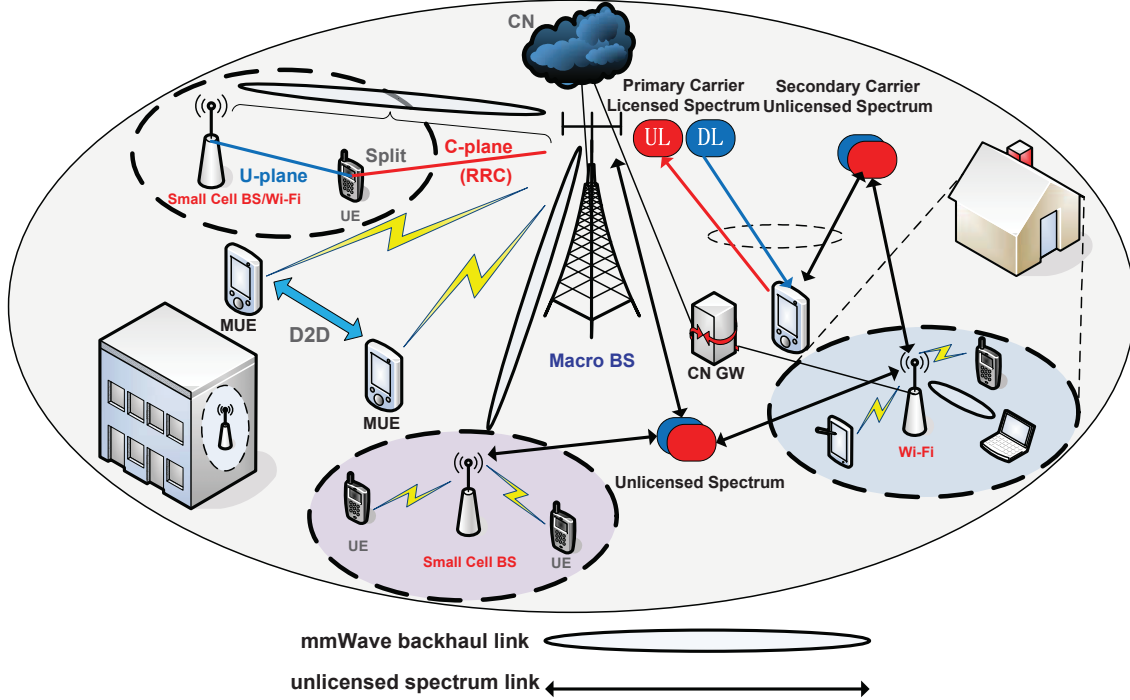 CN
Primary Carrier
Licensed Spectrum
Secondary Carrier
Unlicensed Spectrum
UL
DL
Split
C-plane
(RRC)
U-plane
Small Cell BS/Wi-Fi
UE
MUE
D2D
MUE
Macro BS
CN GW
Wi-Fi
Unlicensed Spectrum
UE
Small Cell BS
UE
mmWave backhaul link
unlicensed spectrum link